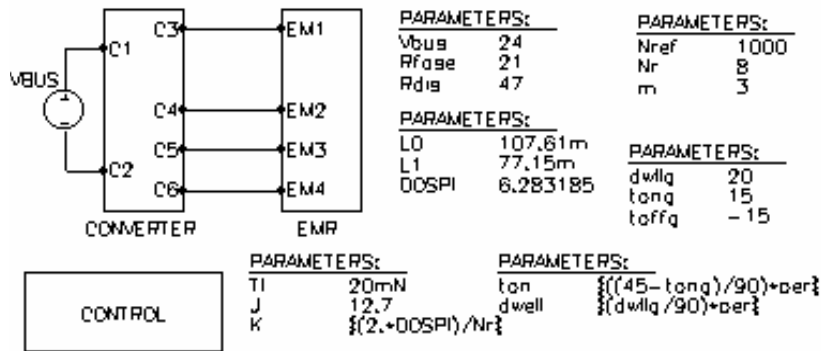 C1
C2
C3
C4
C5
C6
VBUS
CONVERTER
EM1
EM2
EM3
EM4
EMR
PARAMETERS:
Vbus 24
Rfase 21
Rdis 47
PARAMETERS:
L0 107.61m
L1 77.15m
DOSPI 6.283185
PARAMETERS:
Nref 1000
Nr 8
m 3
PARAMETERS:
dwllg 20
tong 15
toffg -15
CONTROL
PARAMETERS:
Tl 20mN
J 12.7
K {(2.*DOSPI)/Nr}
PARAMETERS:
ton {((45-tong)/90)*per}
dwell {(dwllg/90)*per}